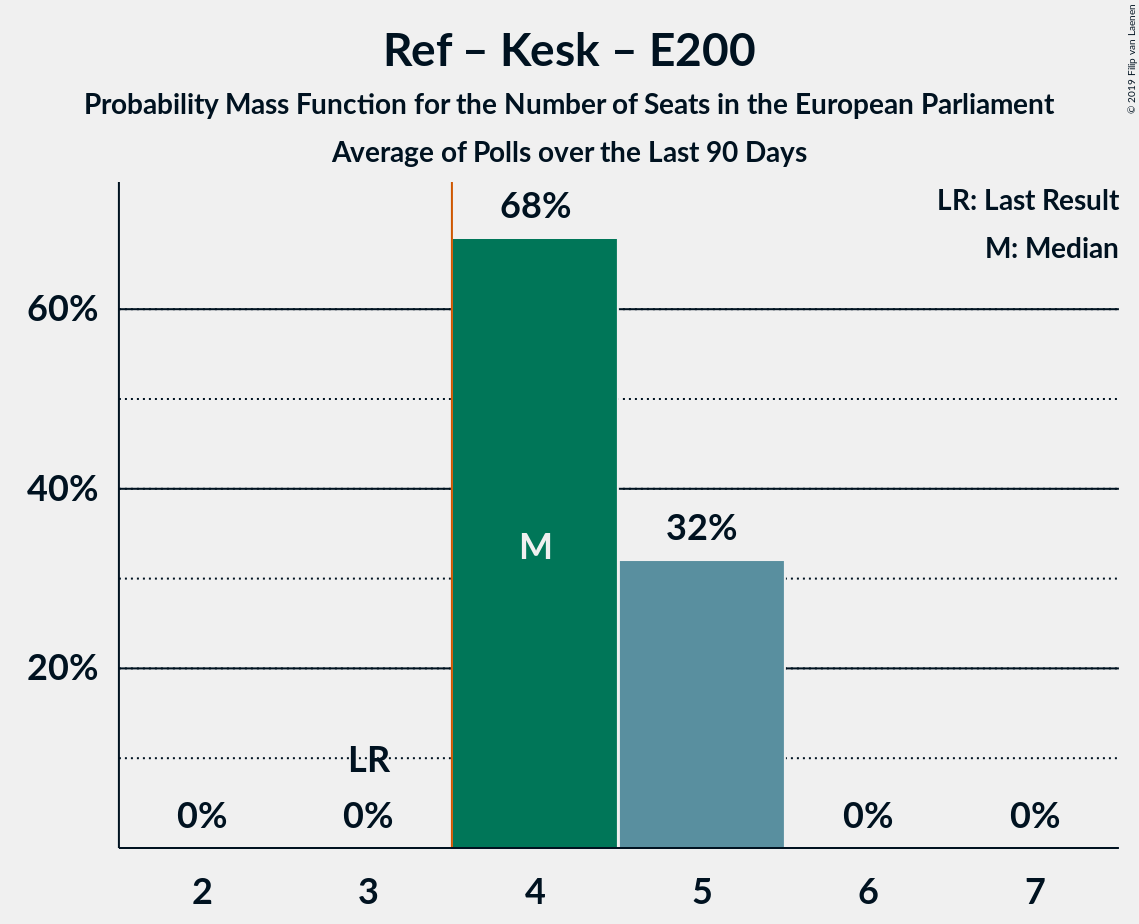 Ref – Kesk – E200
Probability Mass Function for the Number of Seats in the European Parliament
Average of Polls over the Last 90 Days
© 2019 Filip van Laenen
LR: Last Result
M: Median
68%
60%
40%
32%
M
20%
LR
0%
0%
0%
0%
2
3
4
5
6
7